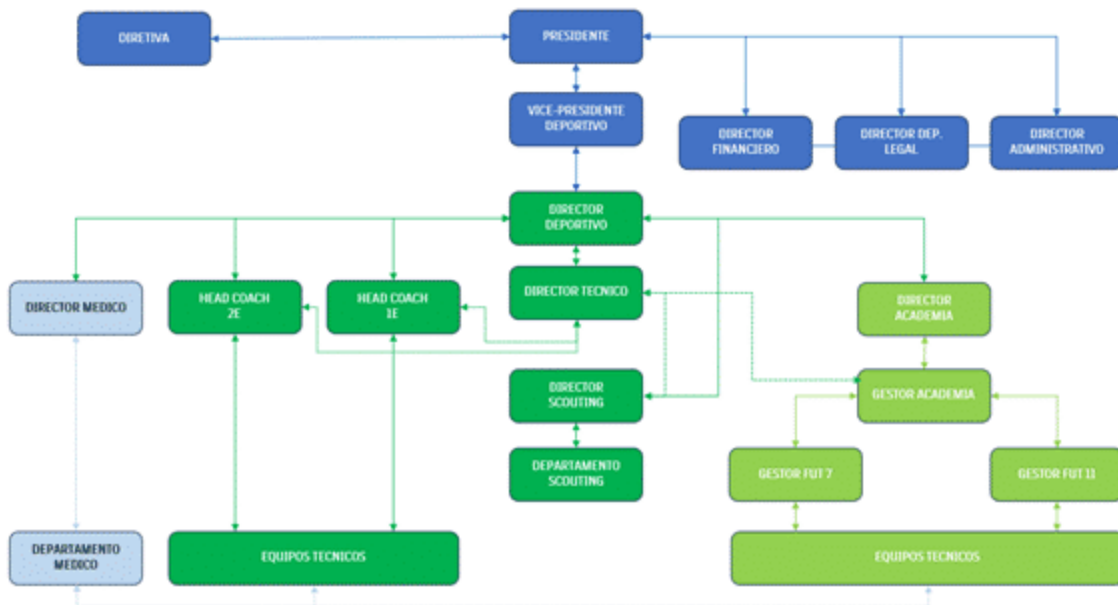 DIRETIVA
PRESIDENTE
VICE-PRESIDENTE
DEPORTIVO
DIRECTOR
FINANCIERO
DIRECTOR DEP.
LEGAL
DIRECTOR
ADMINISTRATIVO
DIRECTOR
DEPORTIVO
DIRECTOR MEDICO
HEAD COACH
2E
HEAD COACH
1E
DIRECTOR TECNICO
DIRECTOR
ACADEMIA
DIRECTOR
SCOUTING
GESTOR ACADEMIA
DEPARTAMENTO
SCOUTING
GESTOR FUT 7
GESTOR FUT 11
DEPARTAMENTO
MEDICO
EQUIPOS TECNICOS
EQUIPOS TECNICOS